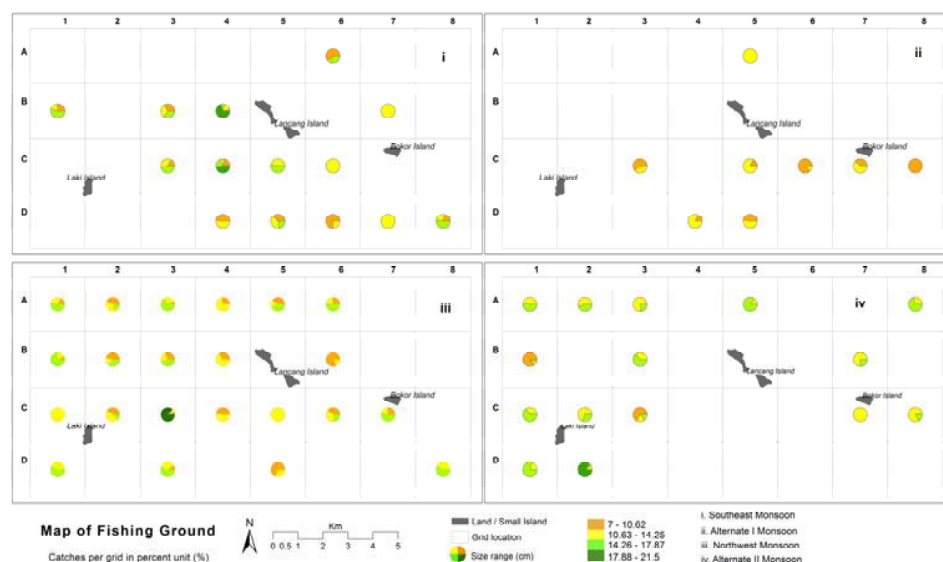 1 2 3 4 5 6 7 8
A
i
B
Lancang Island
Bokor Island
C
Laki Island
D
1 2 3 4 5 6 7 8
A
ii
B
Lancang Island
Bokor Island
C
Laki Island
D
1 2 3 4 5 6 7 8
A
iii
B
Lancang Island
Bokor Island
C
Laki Island
D
1 2 3 4 5 6 7 8
A
iv
B
Lancang Island
Bokor Island
C
Laki Island
D
Map of Fishing Ground
Catches per grid in percent unit (%)
N
Km
0 0.5 1 2 3 4 5
Land / Small Island
Grid location
Size range (cm)
7 - 10.62
10.63 - 14.25
14.26 - 17.87
17.88 - 21.5
i. Southeast Monsoon
ii. Alternate I Monsoon
iii. Northwest Monsoon
iv. Alternate II Monsoon